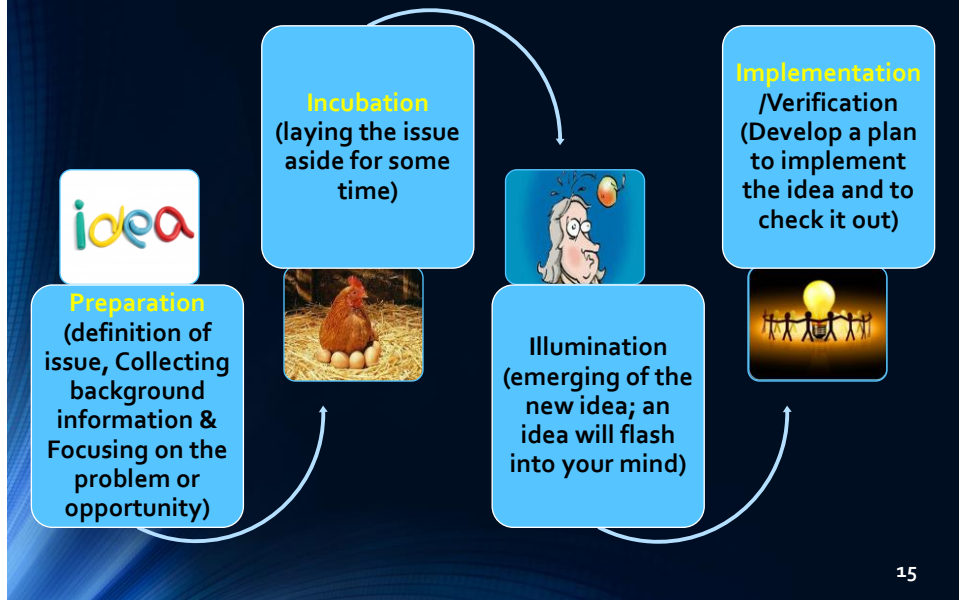 idea
Preparation
(definition of
issue, Collecting
background
information &
Focusing on the
problem or
opportunity)
Incubation
(laying the issue
aside for some
time)
Illumination
(emerging of the
new idea; an
idea will flash
into your mind)
Implementation
/Verification
(Develop a plan
to implement
the idea and to
check it out)
15